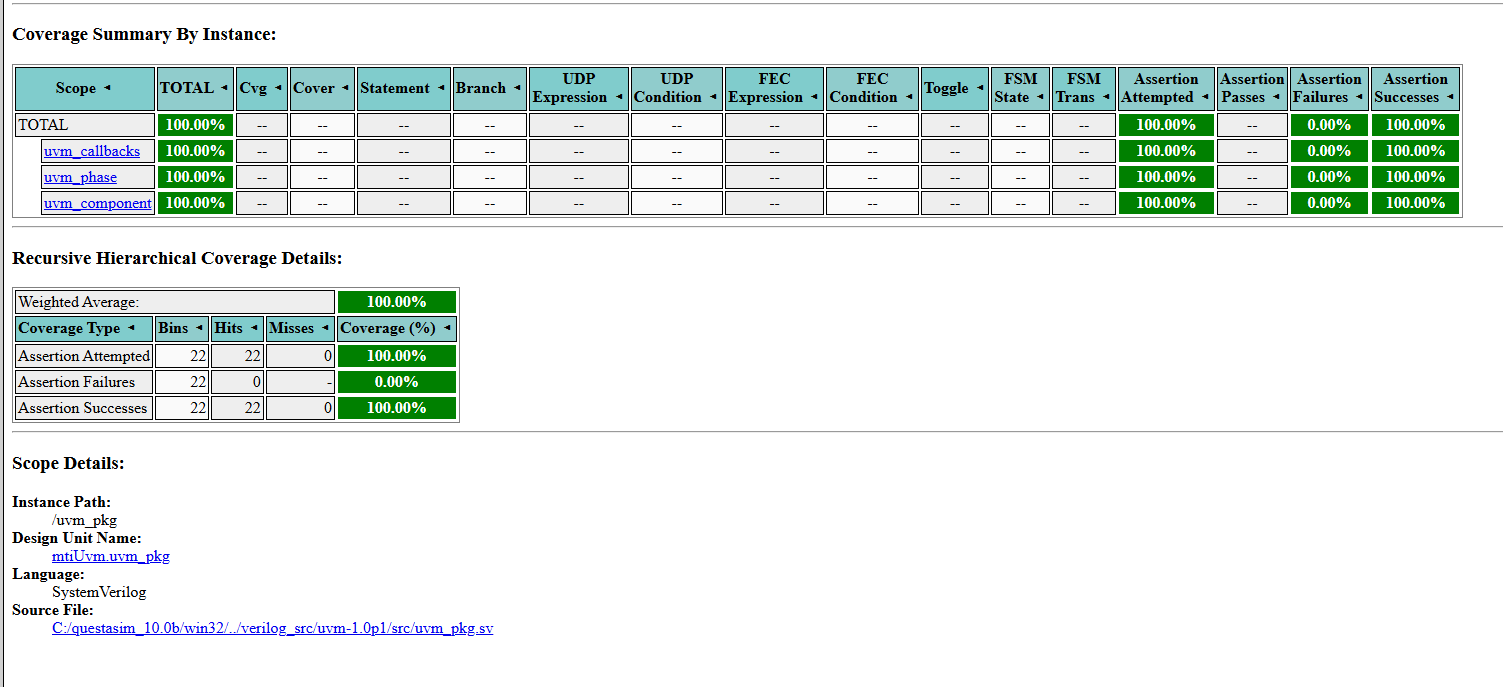 Coverage Summary By Instance:
Scope ◄ TOTAL ◄ Cvg ◄ Cover ◄ Statement ◄ Branch ◄ UDP Expression ◄ UDP Condition ◄ FEC Expression ◄ FEC Condition ◄ Toggle ◄ FSM State ◄ FSM Trans ◄ Assertion Attempted ◄ Assertion Passes ◄ Assertion Failures ◄ Assertion Successes ◄
TOTAL 100.00% -- -- -- -- -- -- -- -- -- -- -- 100.00% -- 0.00% 100.00%
uvm_callbacks 100.00% -- -- -- -- -- -- -- -- -- -- -- 100.00% -- 0.00% 100.00%
uvm_phase 100.00% -- -- -- -- -- -- -- -- -- -- -- 100.00% -- 0.00% 100.00%
uvm_component 100.00% -- -- -- -- -- -- -- -- -- -- -- 100.00% -- 0.00% 100.00%
Recursive Hierarchical Coverage Details:
Weighted Average: 100.00%
Coverage Type ◄ Bins ◄ Hits ◄ Misses ◄ Coverage (%) ◄
Assertion Attempted 22 22 0 100.00%
Assertion Failures 22 0 - 0.00%
Assertion Successes 22 22 0 100.00%
Scope Details:
Instance Path:
/uvm_pkg
Design Unit Name:
mtiUvm.uvm_pkg
Language:
SystemVerilog
Source File:
C:/questasim_10.0b/win32/../verilog_src/uvm-1.0p1/src/uvm_pkg.sv